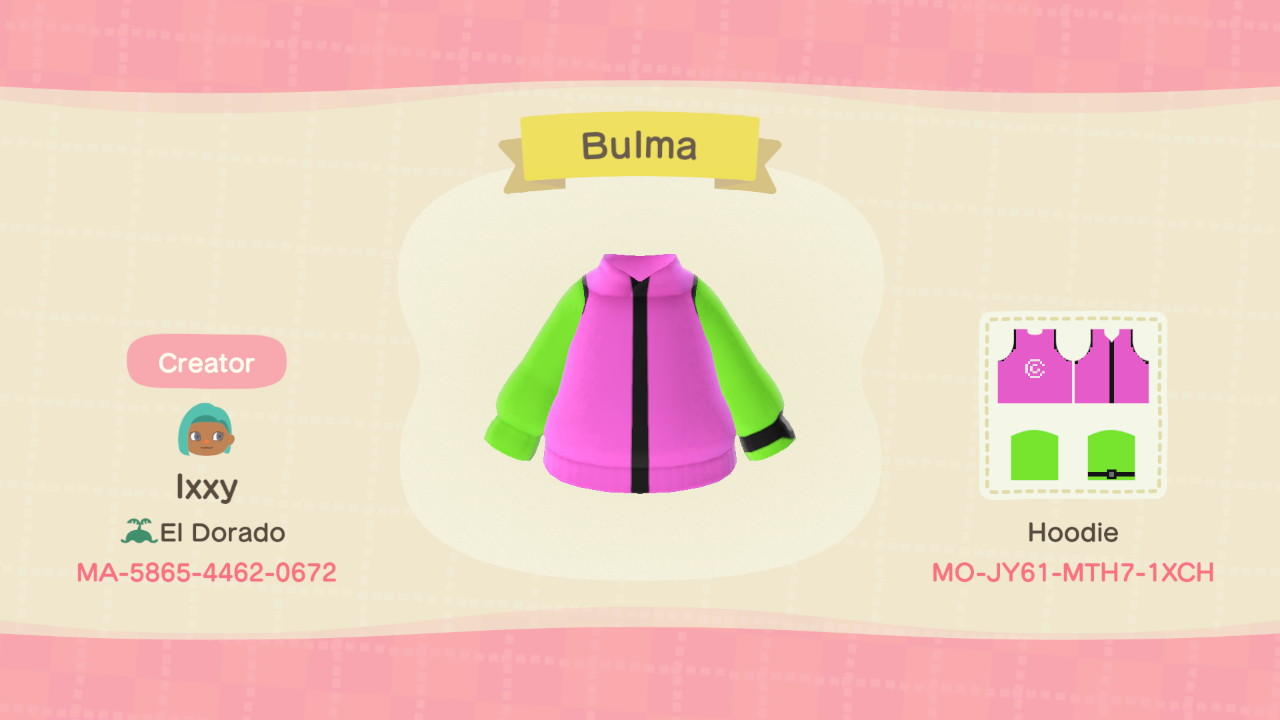 Bulma
Creator
Ixxy
El Dorado
MA-5865-4462-0672
Hoodie
MO-JY61-MTH7-1XCH